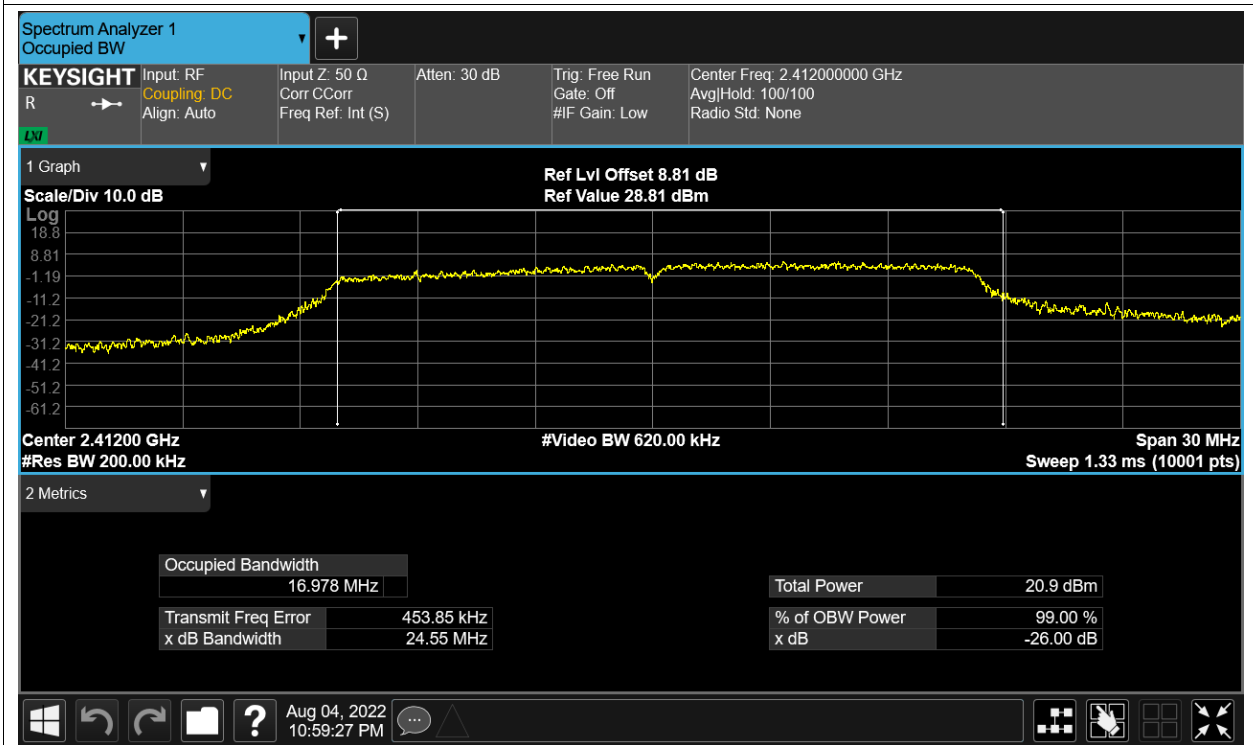 Spectrum Analyzer 1
Occupied BW
KEYSIGHT
R
LXI
Input: RF
Coupling: DC
Align: Auto
Input Z: 50 Ω
Corr CCorr
Freq Ref: Int (S)
Atten: 30 dB
Trig: Free Run
Gate: Off
#IF Gain: Low
Center Freq: 2.412000000 GHz
Avg|Hold: 100/100
Radio Std: None
1 Graph
Scale/Div 10.0 dB
Ref Lvl Offset 8.81 dB
Ref Value 28.81 dBm
Log
18.8
8.81
-1.19
-11.2
-21.2
-31.2
-41.2
-51.2
-61.2
Center 2.41200 GHz
#Res BW 200.00 kHz
#Video BW 620.00 kHz
Span 30 MHz
Sweep 1.33 ms (10001 pts)
2 Metrics
Occupied Bandwidth
16.978 MHz
Transmit Freq Error 453.85 kHz
x dB Bandwidth 24.55 MHz
Total Power 20.9 dBm
% of OBW Power 99.00 %
x dB -26.00 dB
?
Aug 04, 2022
10:59:27 PM